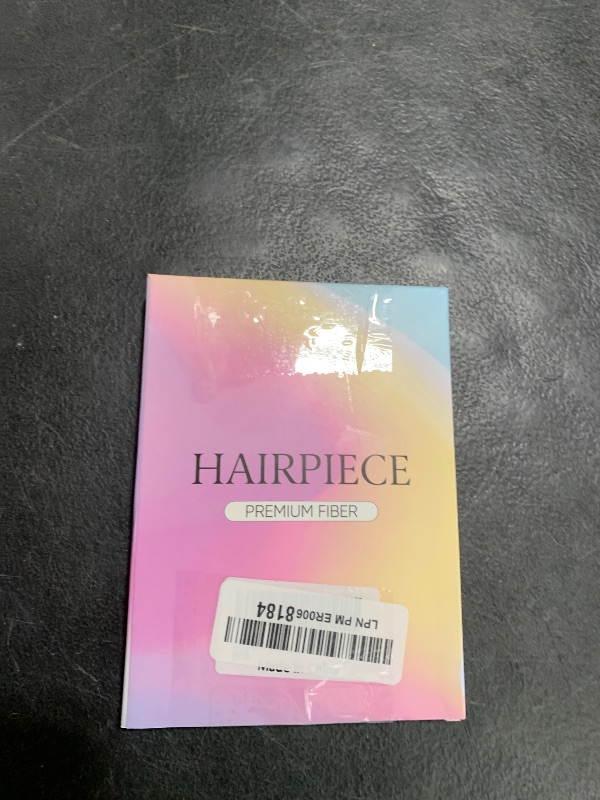 HAIRPIECE
PREMIUM FIBER
LPN PM ER0068184